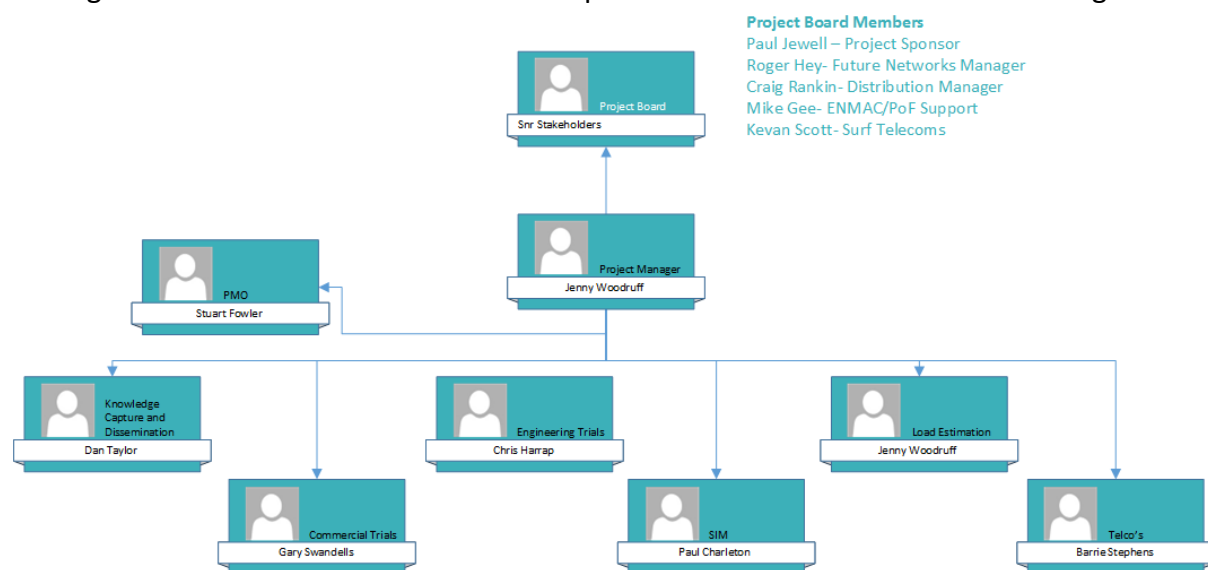 Project Board Members
Paul Jewell – Project Sponsor
Roger Hey- Future Networks Manager
Craig Rankin- Distribution Manager
Mike Gee- ENMAC/PoF Support
Kevan Scott- Surf Telecoms
Project Board
Snr Stakeholders
Project Manager
Jenny Woodruff
PMO
Stuart Fowler
Knowledge
Capture and
Dissemination
Dan Taylor
Engineering Trials
Chris Harrap
Load Estimation
Jenny Woodruff
Commercial Trials
Gary Swandells
SIM
Paul Charleton
Telco's
Barrie Stephens